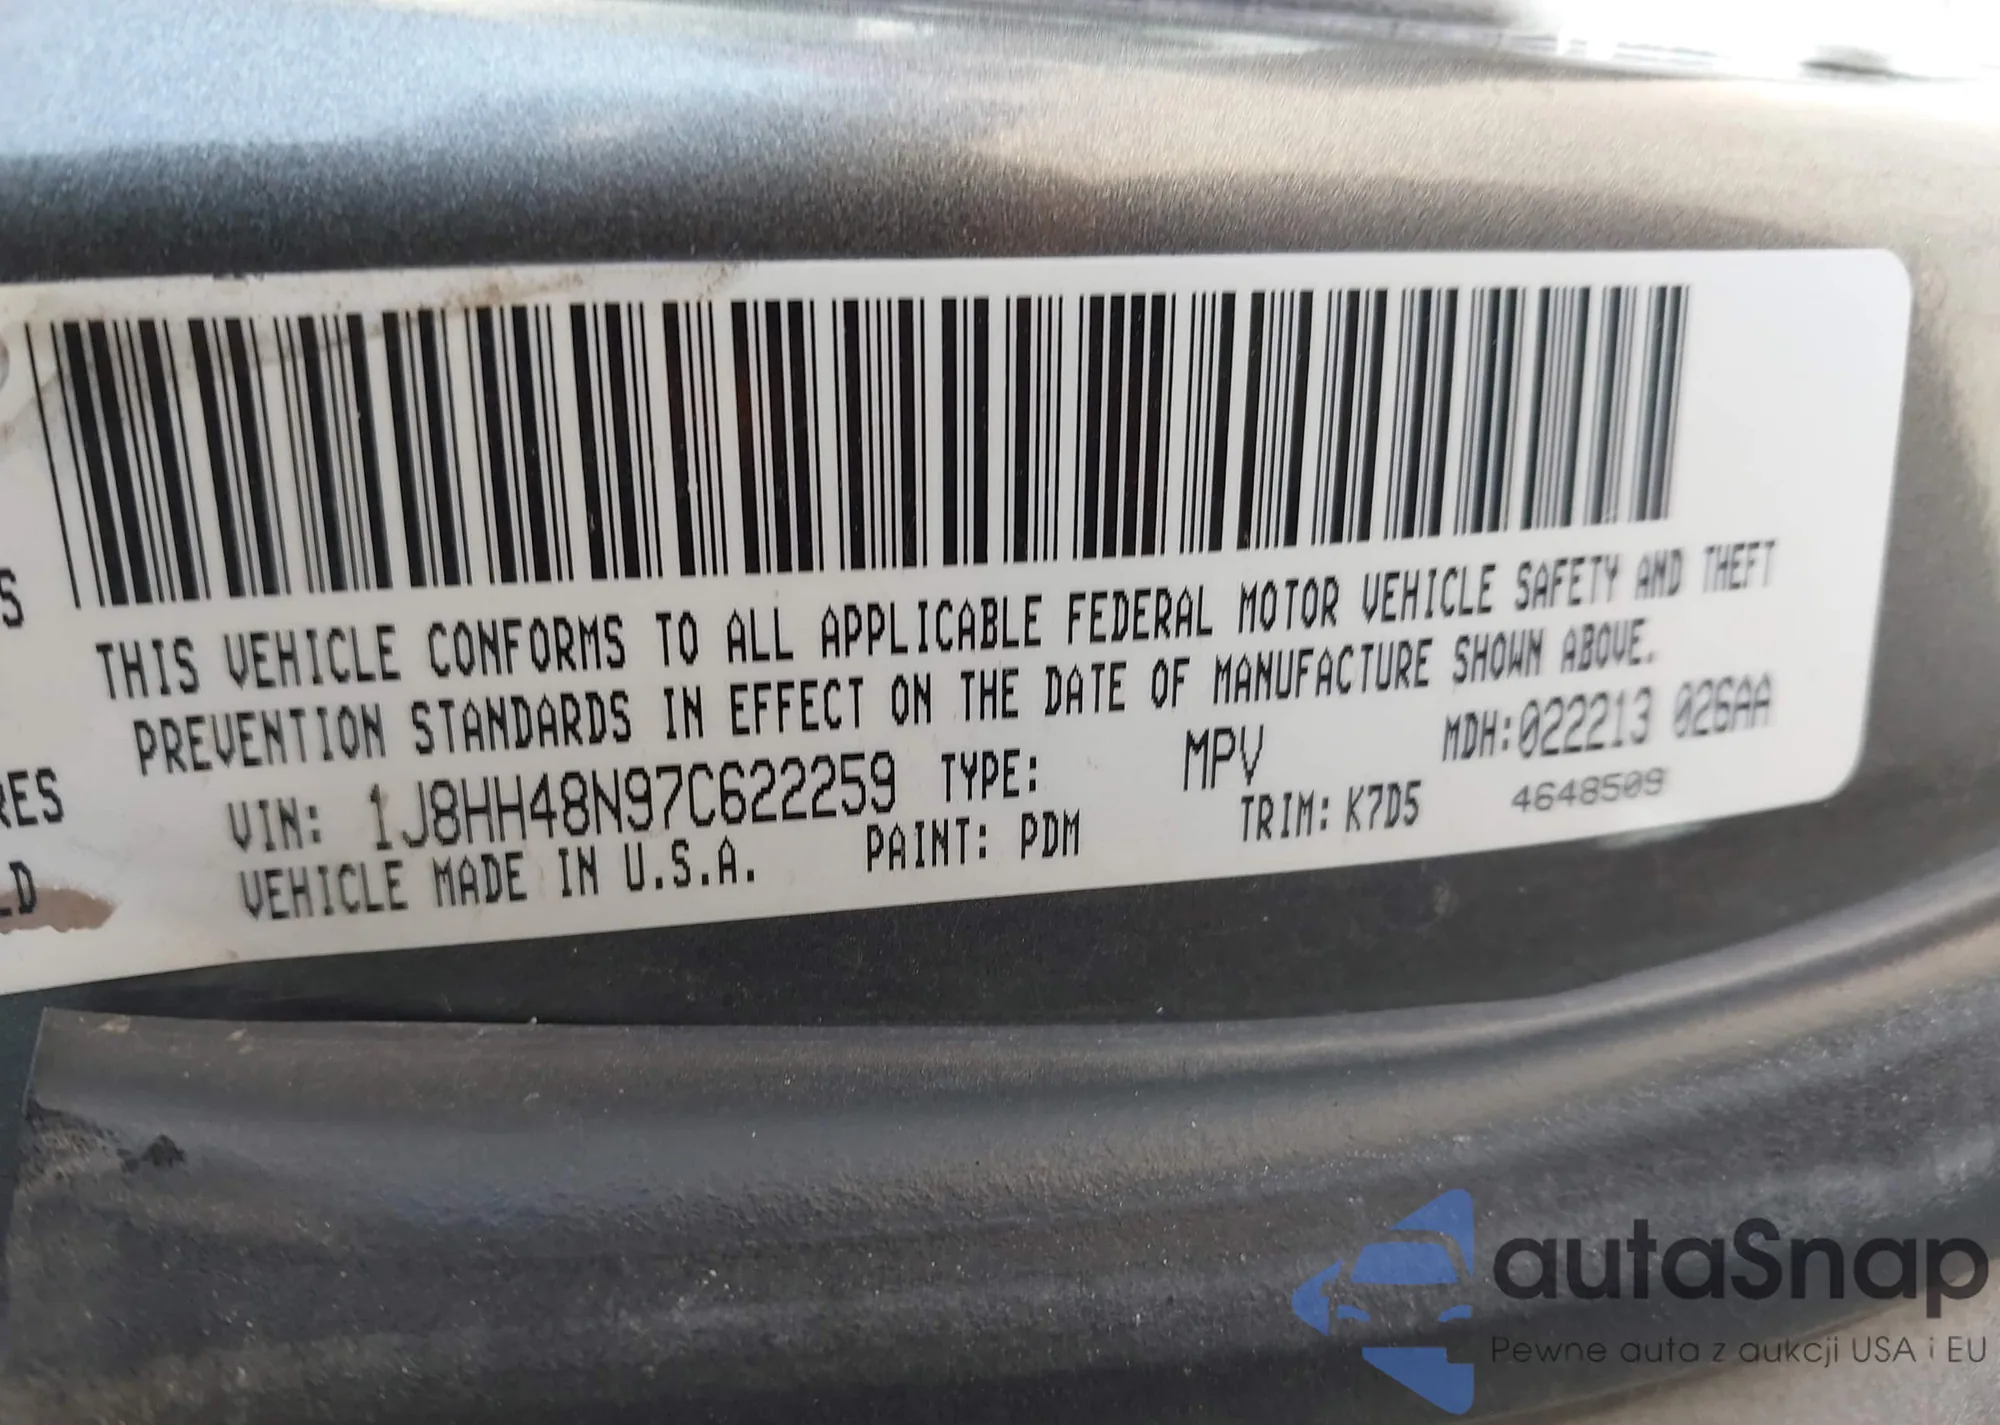 S
THIS VEHICLE CONFORMS TO ALL APPLICABLE FEDERAL MOTOR VEHICLE SAFETY AND THEFT
PREVENTION STANDARDS IN EFFECT ON THE DATE OF MANUFACTURE SHOWN ABOVE.
RES
VIN: 1J8HH48N97C622259 TYPE: MPV MDH:022213 026AA
LD
VEHICLE MADE IN U.S.A. PAINT: PDM TRIM: K7D5 4648509
autaSnap
Pewne auta z aukcji USA i EU